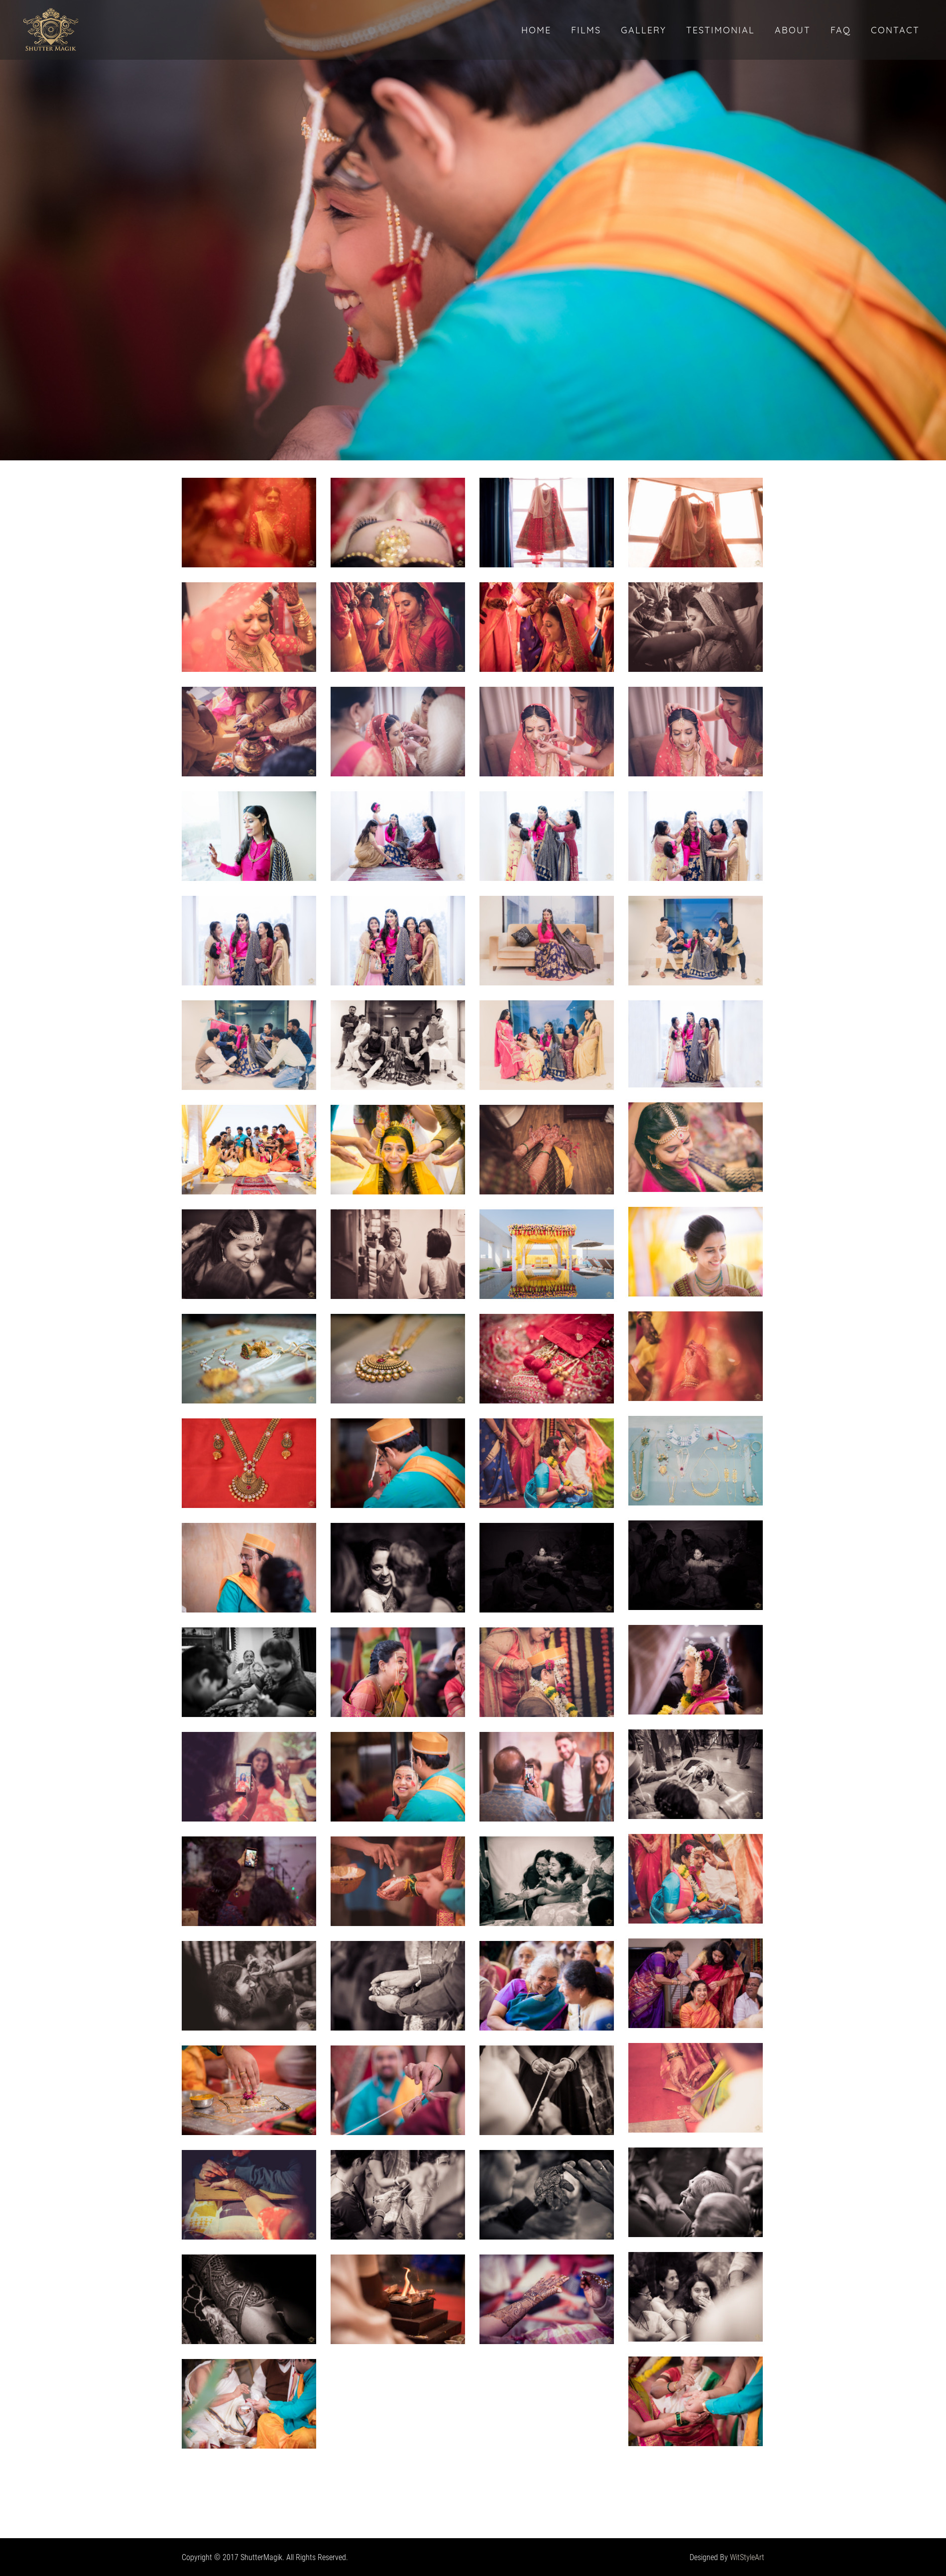 SHUTTER MAGIK
HOME FILMS GALLERY TESTIMONIAL ABOUT FAQ CONTACT
Copyright © 2017 ShutterMagik. All Rights Reserved.
Designed By WitStyleArt